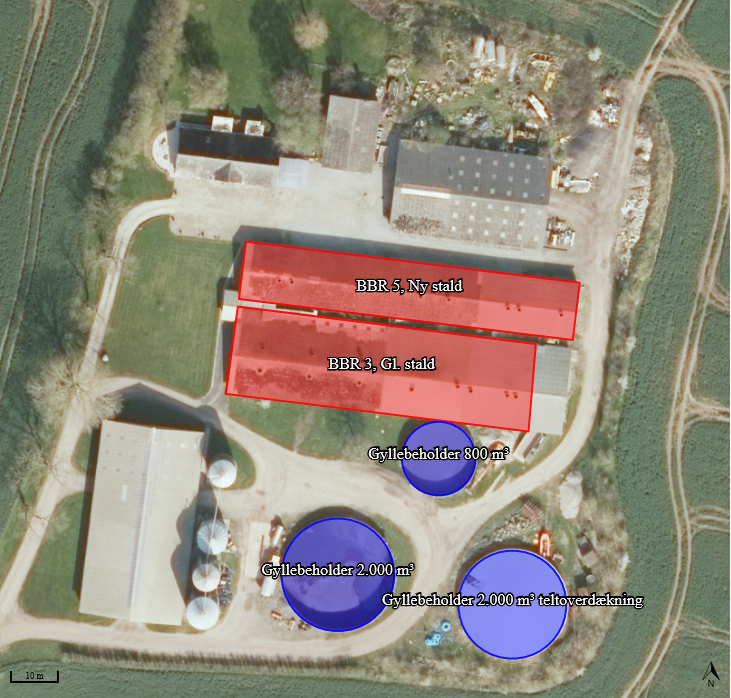 BBR 5, Ny stald
BBR 3, Gl. stald
Gyllebeholder 800 m³
Gyllebeholder 2.000 m³
Gyllebeholder 2.000 m³ teltoverdækning
10 m
N